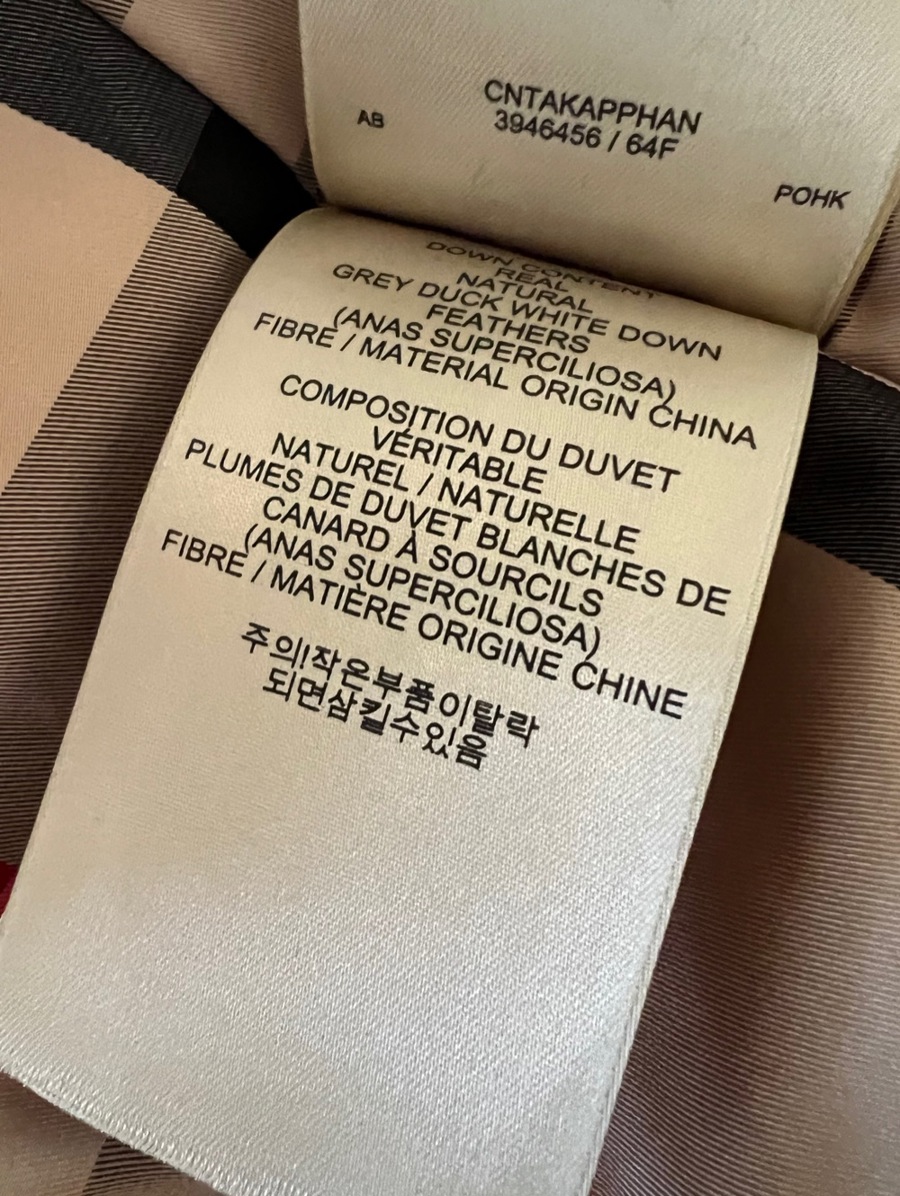 CNTAKAPPHAN
AB 3946456 / 64F
POHK
DOWN CONTENT
REAL
NATURAL
GREY DUCK WHITE DOWN
FEATHERS
(ANAS SUPERCILIOSA)
FIBRE / MATERIAL ORIGIN CHINA
COMPOSITION DU DUVET
VÉRITABLE
NATUREL / NATURELLE
PLUMES DE DUVET BLANCHES DE
CANARD À SOURCILS
(ANAS SUPERCILIOSA)
FIBRE / MATIÈRE ORIGINE CHINE
주의!작은부품이탈락
되면삼킬수있음